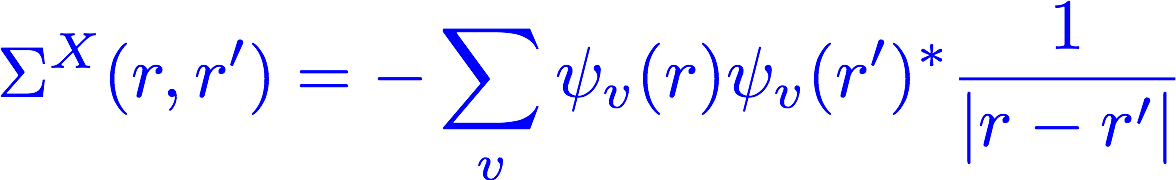 Σ^X(r, r′) = − ∑_v ψ_v(r)ψ_v(r′)* 1/|r − r′|